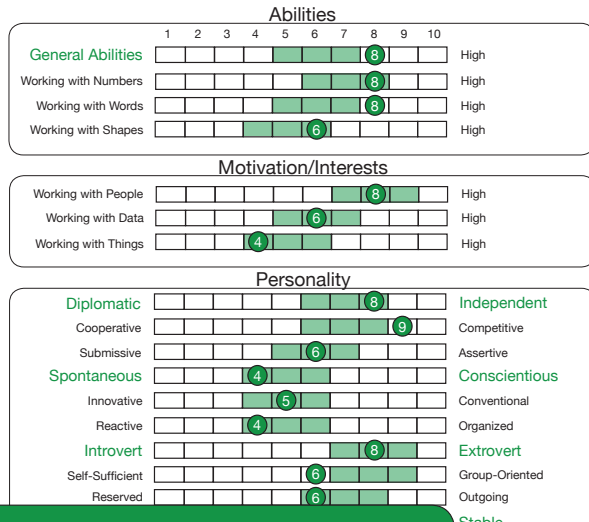 Abilities
1 2 3 4 5 6 7 8 9 10
General Abilities 8 High
Working with Numbers 8 High
Working with Words 8 High
Working with Shapes 6 High
Motivation/Interests
Working with People 8 High
Working with Data 6 High
Working with Things 4 High
Personality
Diplomatic 8 Independent
Cooperative 9 Competitive
Submissive 6 Assertive
Spontaneous 4 Conscientious
Innovative 5 Conventional
Reactive 4 Organized
Introvert 8 Extrovert
Self-Sufficient 6 Group-Oriented
Reserved 6 Outgoing
Stable